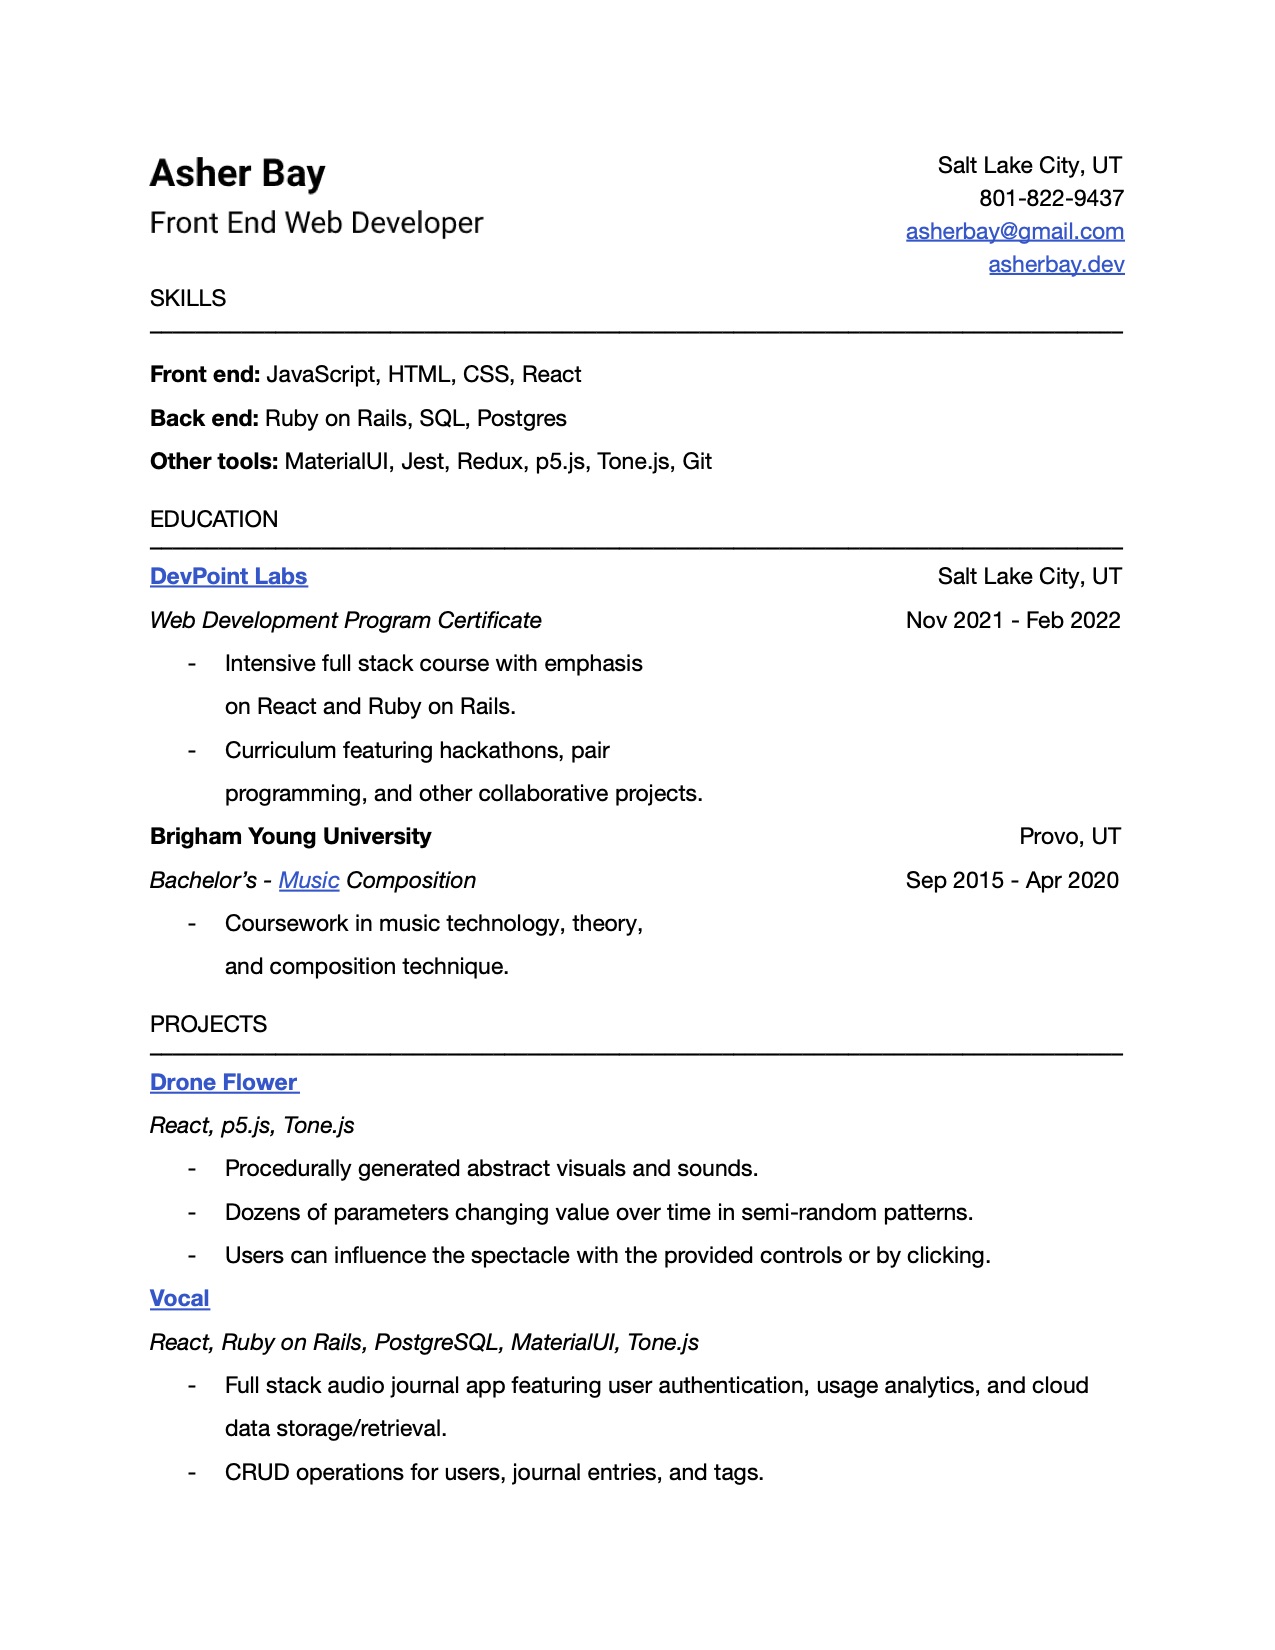 Asher Bay
Front End Web Developer
Salt Lake City, UT
801-822-9437
asherbay@gmail.com
asherbay.dev
SKILLS
Front end: JavaScript, HTML, CSS, React
Back end: Ruby on Rails, SQL, Postgres
Other tools: MaterialUI, Jest, Redux, p5.js, Tone.js, Git
EDUCATION
DevPoint Labs Salt Lake City, UT
Web Development Program Certificate Nov 2021 - Feb 2022
- Intensive full stack course with emphasis
on React and Ruby on Rails.
- Curriculum featuring hackathons, pair
programming, and other collaborative projects.
Brigham Young University Provo, UT
Bachelor’s - Music Composition Sep 2015 - Apr 2020
- Coursework in music technology, theory,
and composition technique.
PROJECTS
Drone Flower
React, p5.js, Tone.js
- Procedurally generated abstract visuals and sounds.
- Dozens of parameters changing value over time in semi-random patterns.
- Users can influence the spectacle with the provided controls or by clicking.
Vocal
React, Ruby on Rails, PostgreSQL, MaterialUI, Tone.js
- Full stack audio journal app featuring user authentication, usage analytics, and cloud
data storage/retrieval.
- CRUD operations for users, journal entries, and tags.